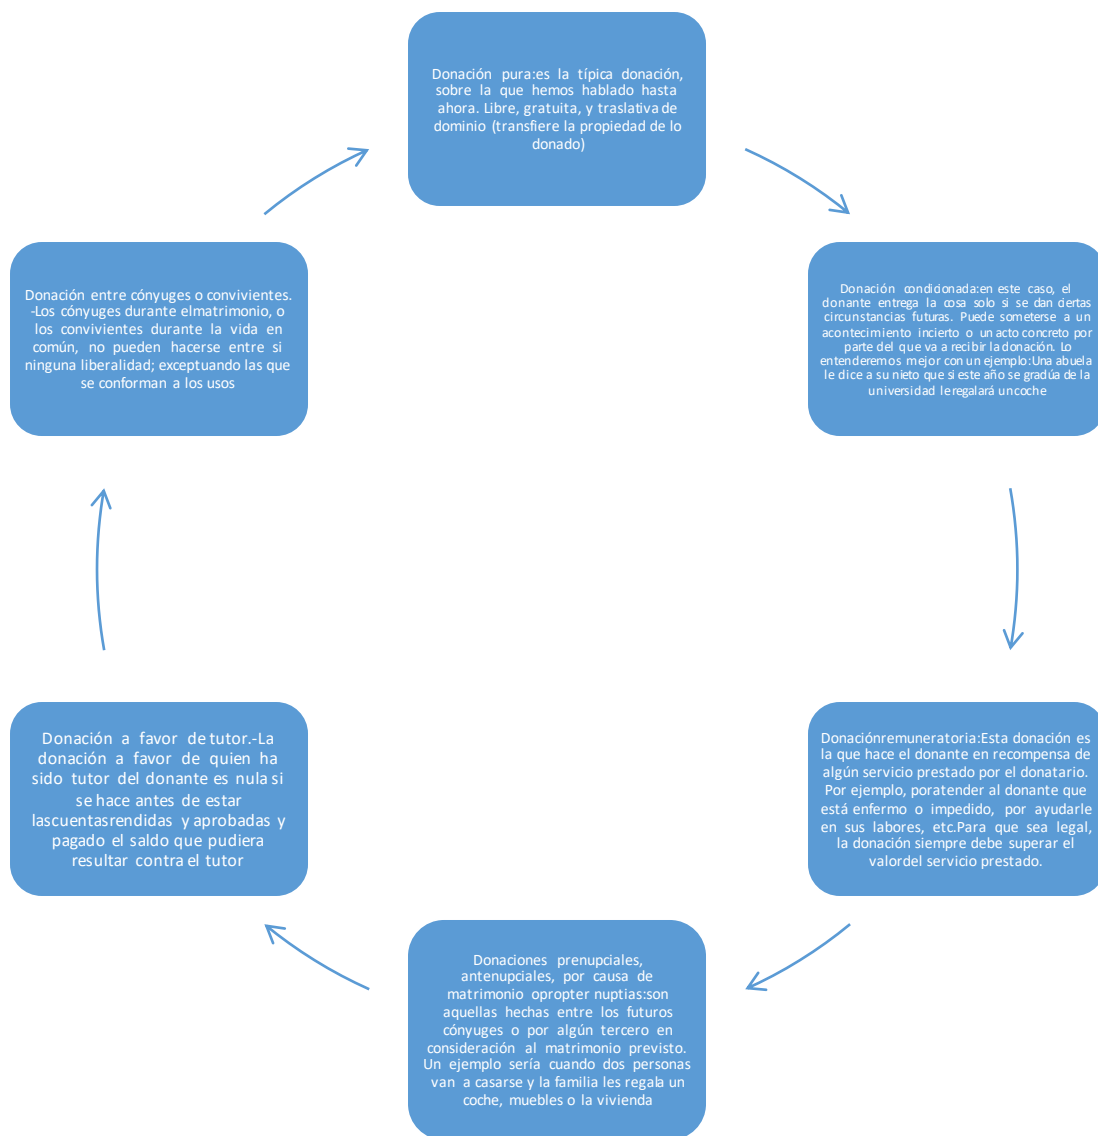 Donación pura:es la típica donación,
sobre la que hemos hablado hasta
ahora. Libre, gratuita, y traslativa de
dominio (transfiere la propiedad de lo
donado)
Donación condicionada:en este caso, el
donante entrega la cosa solo si se dan ciertas
circunstancias futuras. Puede someterse a un
acontecimiento incierto o un acto concreto por
parte del que va a recibir la donación. Lo
entenderemos mejor con un ejemplo:Una abuela
le dice a su nieto que si este año se gradúa de la
universidad le regalará un coche
Donaciónremuneratoria:Esta donación es
la que hace el donante en recompensa de
algún servicio prestado por el donatario.
Por ejemplo, poratender al donante que
está enfermo o impedido, por ayudarle
en sus labores, etc.Para que sea legal,
la donación siempre debe superar el
valordel servicio prestado.
Donaciones prenupciales,
antenupciales, por causa de
matrimonio opropter nuptias:son
aquellas hechas entre los futuros
cónyuges o por algún tercero en
consideración al matrimonio previsto.
Un ejemplo sería cuando dos personas
van a casarse y la familia les regala un
coche, muebles o la vivienda
Donación a favor de tutor.-La
donación a favor de quien ha
sido tutor del donante es nula si
se hace antes de estar
lascuentasrendidas y aprobadas y
pagado el saldo que pudiera
resultar contra el tutor
Donación entre cónyuges o convivientes.
-Los cónyuges durante elmatrimonio, o
los convivientes durante la vida en
común, no pueden hacerse entre si
ninguna liberalidad; exceptuando las que
se conforman a los usos